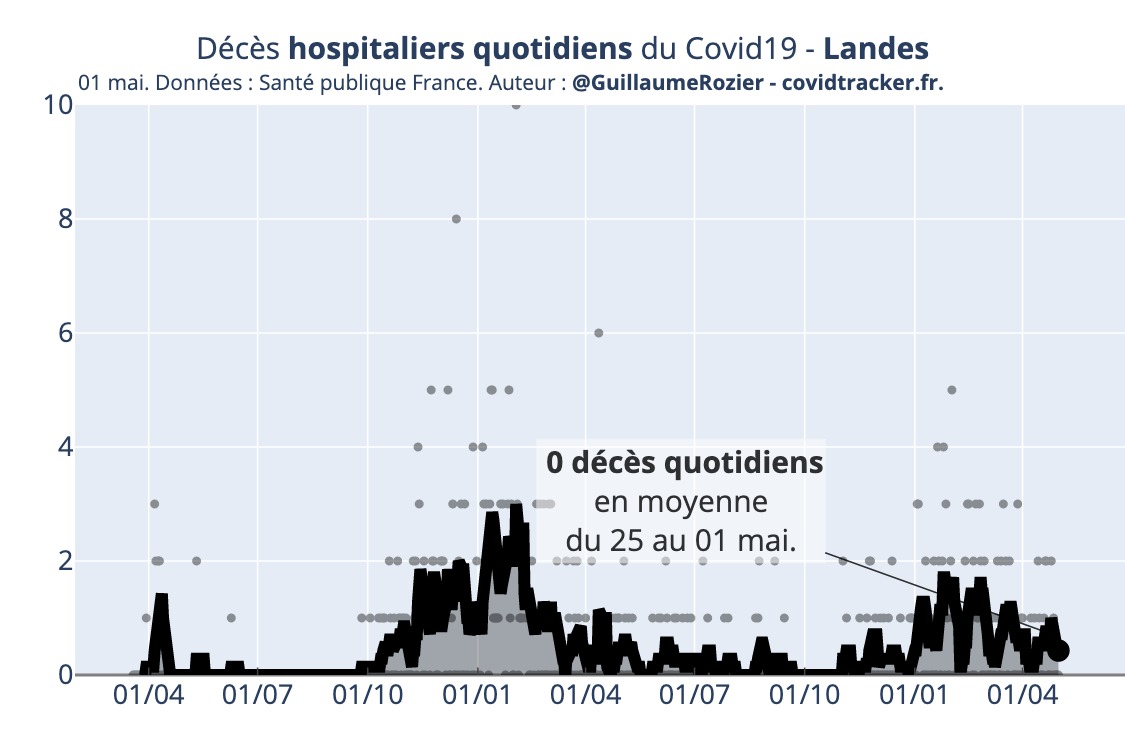 Décès hospitaliers quotidiens du Covid19 - Landes
01 mai. Données : Santé publique France. Auteur : @GuillaumeRozier - covidtracker.fr.
10
8
6
4
2
0
0 décès quotidiens
en moyenne
du 25 au 01 mai.
01/04 01/07 01/10 01/01 01/04 01/07 01/10 01/01 01/04